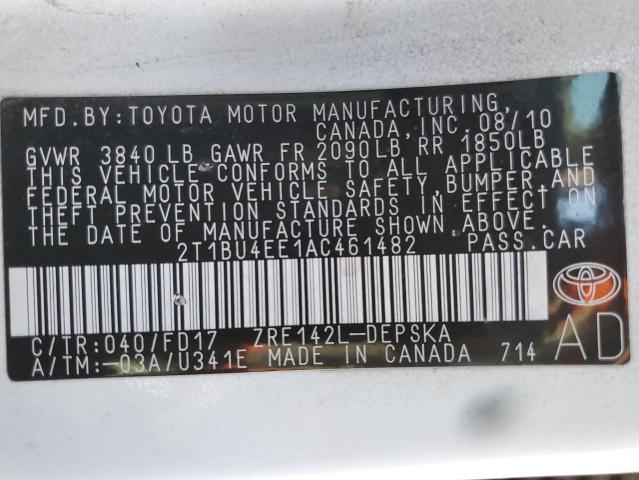 MFD.BY:TOYOTA MOTOR MANUFACTURING,
CANADA,INC. 08/10
GVWR 3840 LB GAWR FR 2090LB, RR 1850LB
THIS VEHICLE CONFORMS TO ALL APPLICABLE
FEDERAL MOTOR VEHICLE SAFETY,BUMPER,AND
THEFT PREVENTION STANDARDS IN EFFECT ON
THE DATE OF MANUFACTURE SHOWN ABOVE.
2T1BU4EE1AC461482 PASS.CAR
C/TR:040/FD17 ZRE142L-DEPSKA
A/TM:-03A/U341E MADE IN CANADA 714
AD